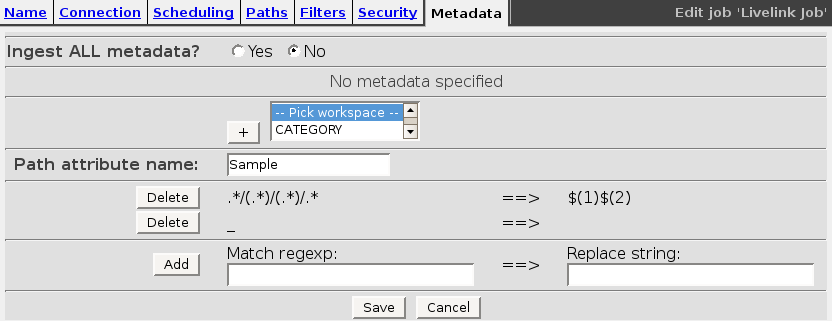 Name Connection Scheduling Paths Filters Security Metadata Edit job 'Livelink Job'
Ingest ALL metadata? Yes No
No metadata specified
-- Pick workspace --
+ CATEGORY
Path attribute name: Sample
Delete .*/(.*)/(.*)/.* ==> $(1)$(2)
Delete _ ==>
Match regexp: Replace string:
Add ==>
Save Cancel